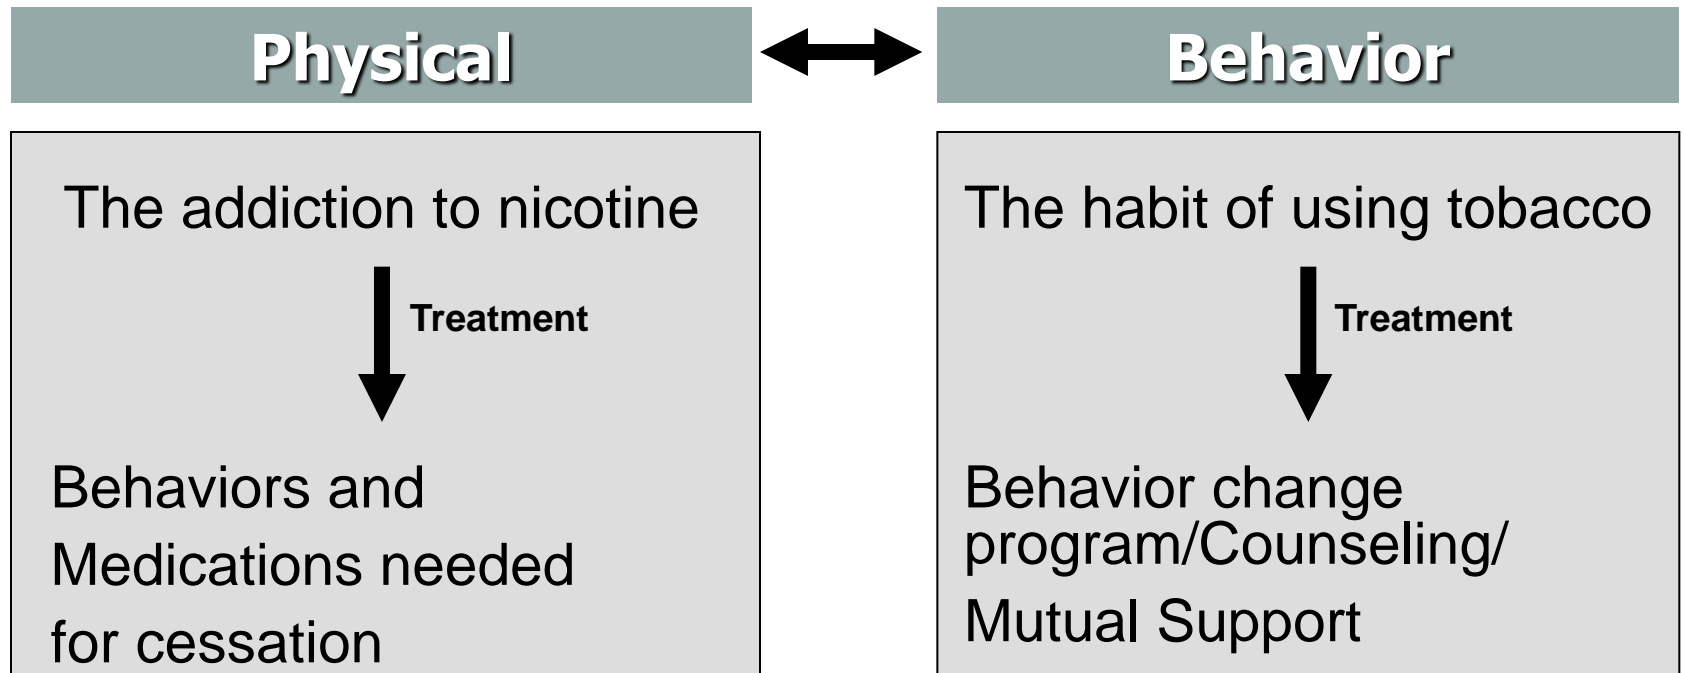 Physical
Behavior
The addiction to nicotine
Treatment
Behaviors and
Medications needed
for cessation
The habit of using tobacco
Treatment
Behavior change
program/Counseling/
Mutual Support